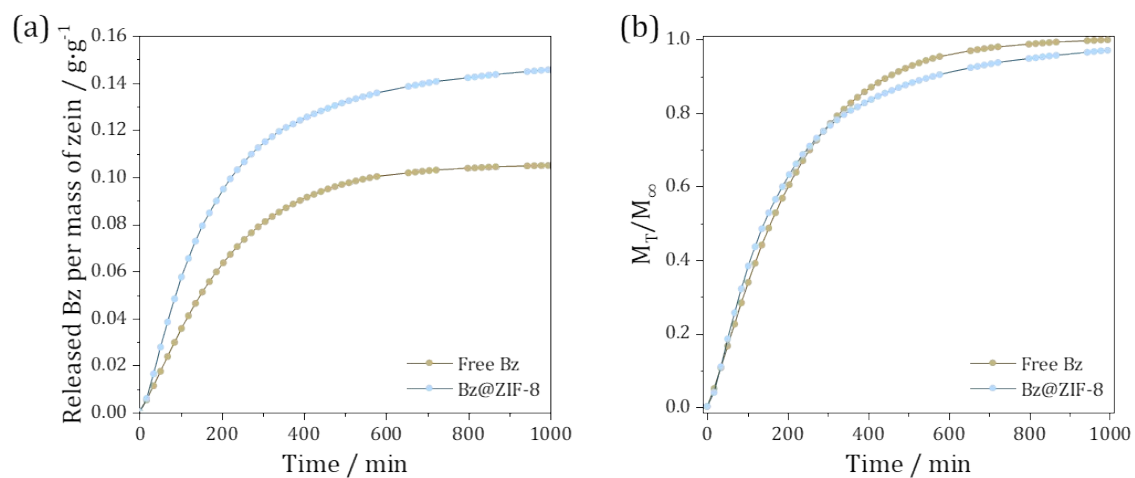 (a)
Released Bz per mass of zein / g·g⁻¹
0.16
0.14
0.12
0.10
0.08
0.06
0.04
0.02
0.00
0
200
400
600
800
1000
Time / min
Free Bz
Bz@ZIF-8
(b)
M_T/M_∞
1.0
0.8
0.6
0.4
0.2
0.0
0
200
400
600
800
1000
Time / min
Free Bz
Bz@ZIF-8